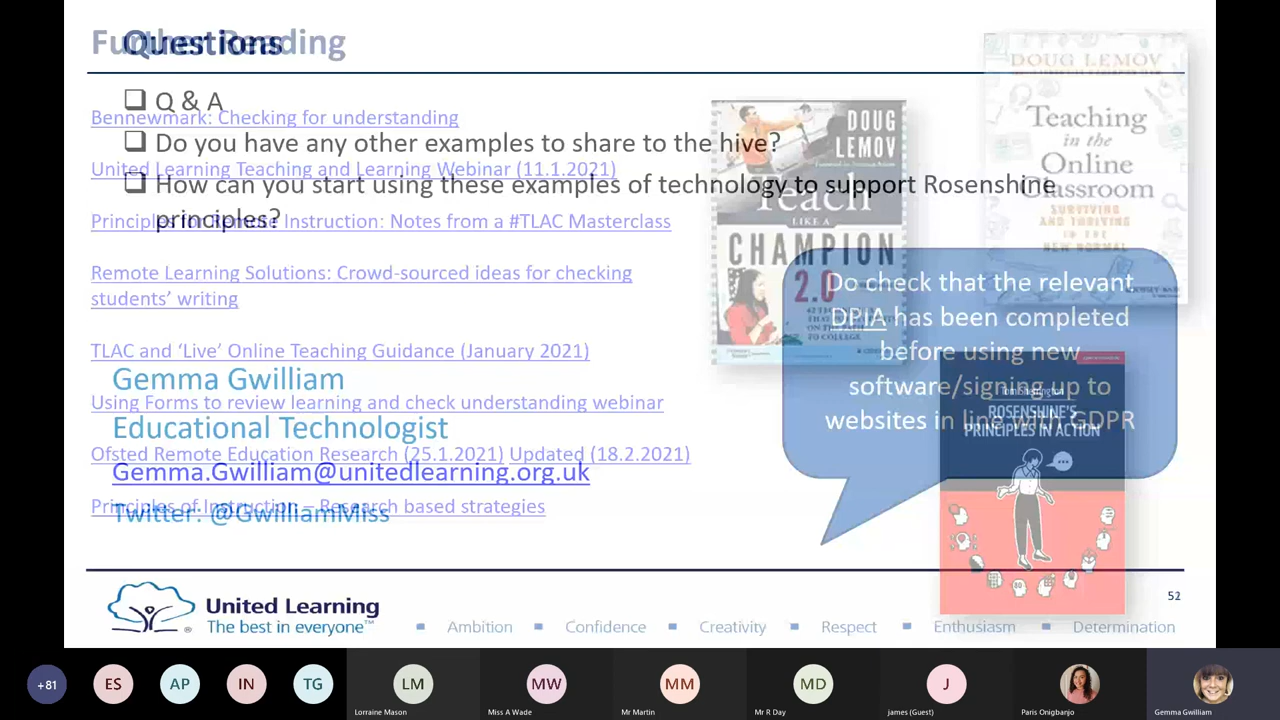 Further Reading
Questions
Q & A
Bennewmark: Checking for understanding
Do you have any other examples to share to the hive?
United Learning Teaching and Learning Webinar (11.1.2021)
How can you start using these examples of technology to support Rosenshine
principles?
Principles for Remote Instruction: Notes from a #TLAC Masterclass
Remote Learning Solutions: Crowd-sourced ideas for checking
students’ writing
TLAC and ‘Live’ Online Teaching Guidance (January 2021)
Gemma Gwilliam
Using Forms to review learning and check understanding webinar
Educational Technologist
Ofsted Remote Education Research (25.1.2021) Updated (18.2.2021)
Gemma.Gwilliam@unitedlearning.org.uk
Principles of Instruction – Research based strategies
Twitter: @GwilliamMiss
DOUG
LEMOV
Teach
LIKE A
CHAMPION
2.0
DOUG LEMOV
Teaching
in the
Online
Classroom
SURVIVING
AND THRIVING
IN THE
NEW NORMAL
Do check that the relevant
DPIA has been completed
before using new
software/signing up to
websites in line with GDPR
ROSENSHINE'S
PRINCIPLES IN ACTION
52
United Learning
The best in everyone™
Ambition Confidence Creativity Respect Enthusiasm Determination
+81 ES AP IN TG LM MW MM MD J
Lorraine Mason Miss A Wade Mr Martin Mr R Day james (Guest) Paris Onigbanjo Gemma Gwilliam